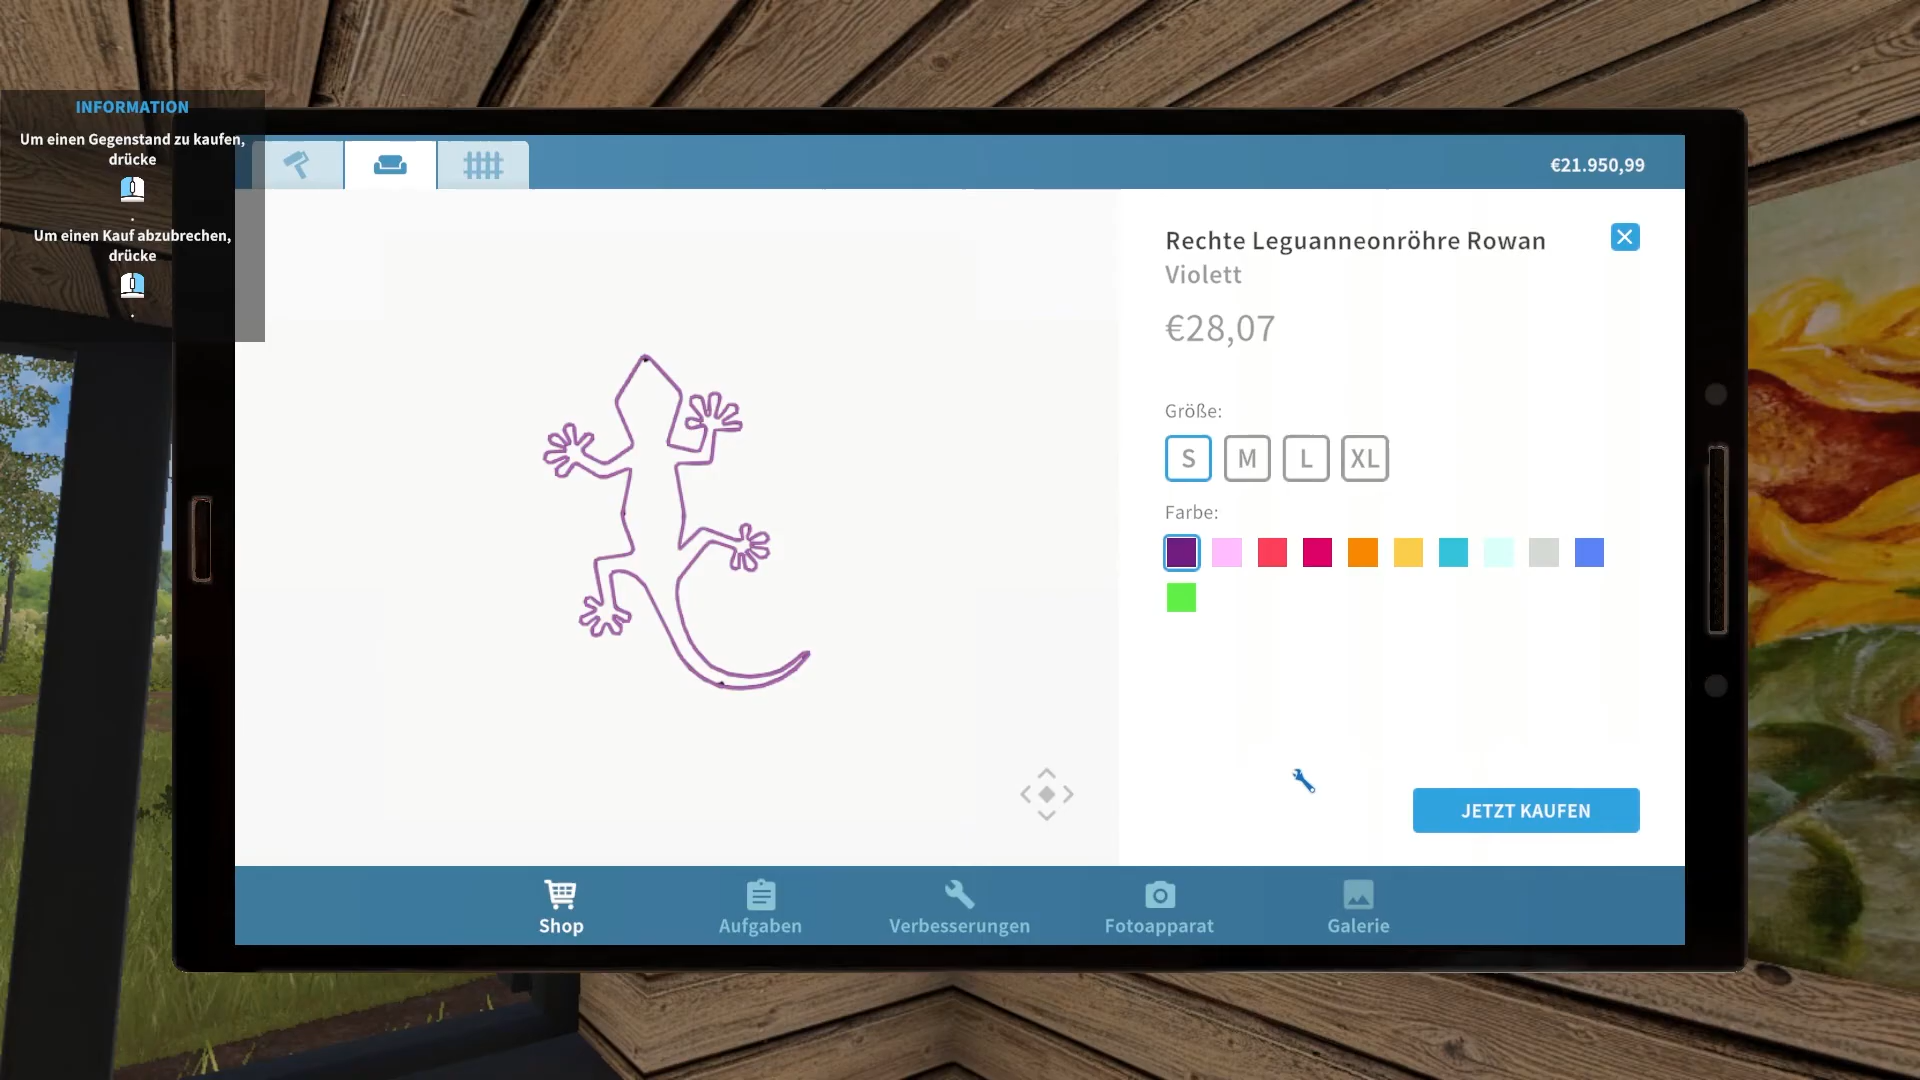 INFORMATION
Um einen Gegenstand zu kaufen,
drücke
.
Um einen Kauf abzubrechen,
drücke
.
€21.950,99
Rechte Leguanneonröhre Rowan
Violett
€28,07
Größe:
S M L XL
Farbe:
JETZT KAUFEN
Shop Aufgaben Verbesserungen Fotoapparat Galerie